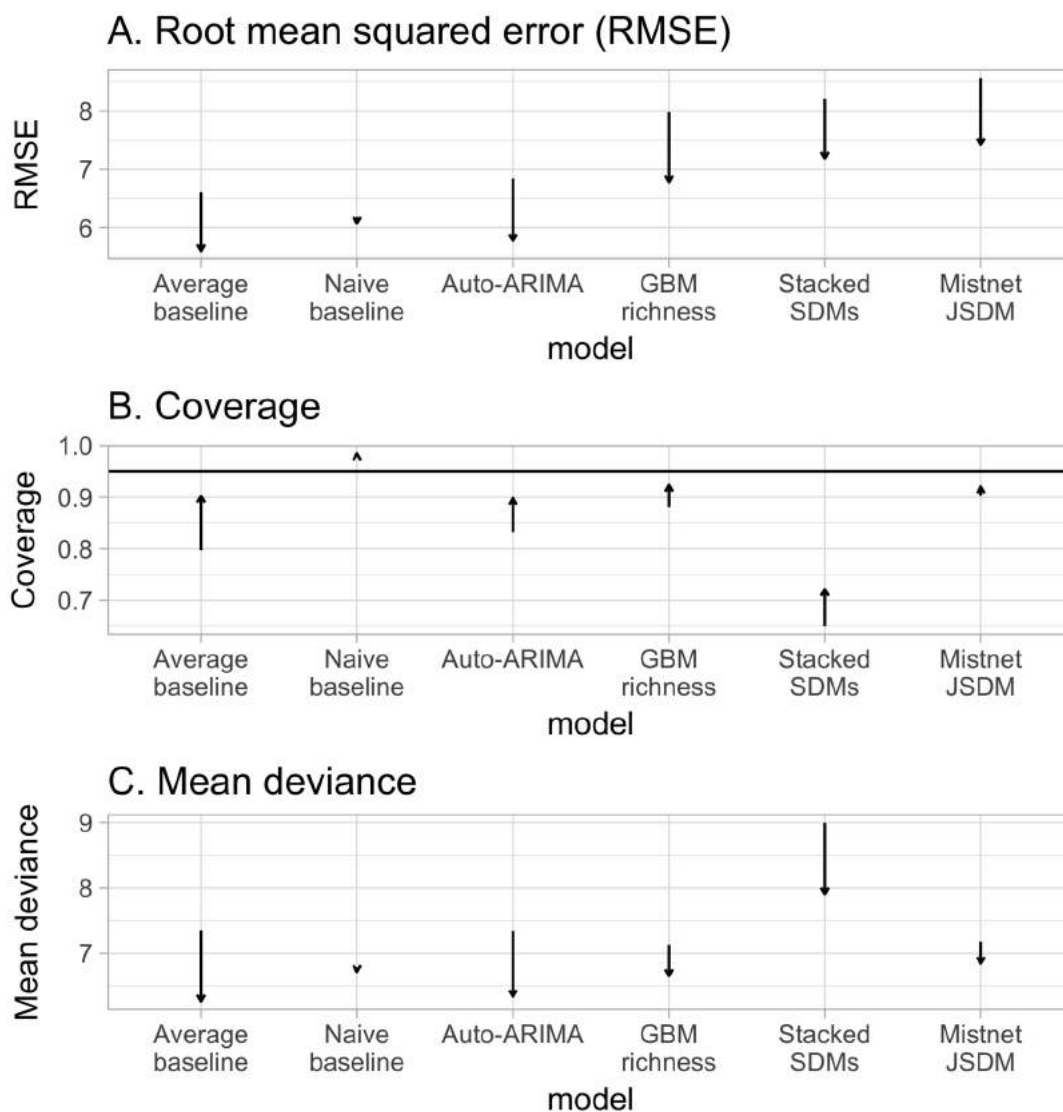 A. Root mean squared error (RMSE)
RMSE
8
7
6
Average baseline
Naive baseline
Auto-ARIMA
GBM richness
Stacked SDMs
Mistnet JSDM
model
B. Coverage
Coverage
1.0
0.9
0.8
0.7
Average baseline
Naive baseline
Auto-ARIMA
GBM richness
Stacked SDMs
Mistnet JSDM
model
C. Mean deviance
Mean deviance
9
8
7
Average baseline
Naive baseline
Auto-ARIMA
GBM richness
Stacked SDMs
Mistnet JSDM
model